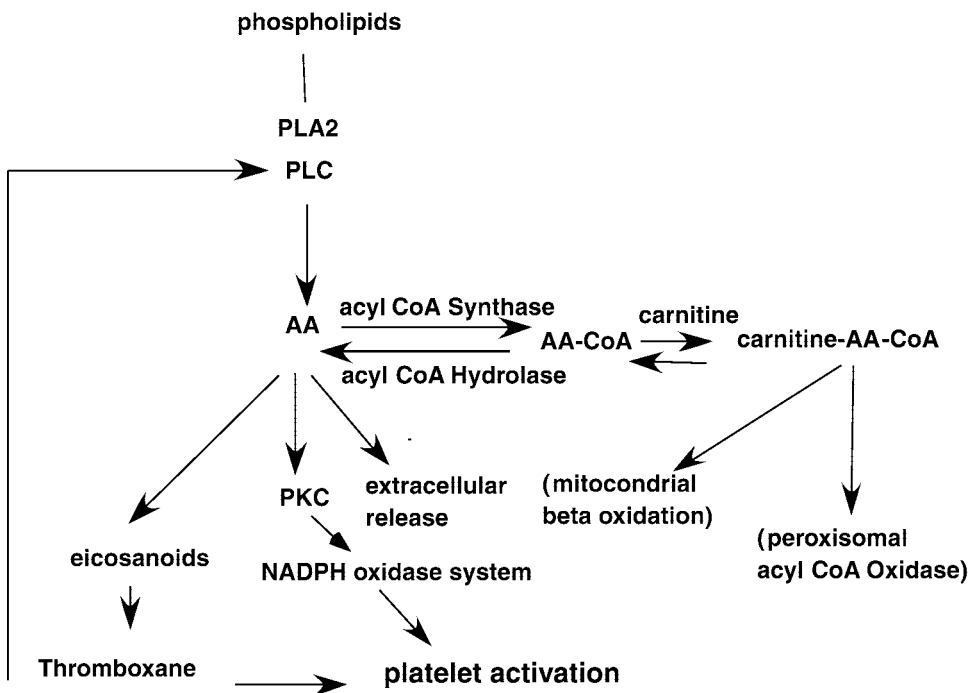 phospholipids
PLA2
PLC
acyl CoA Synthase
carnitine
AA
AA-CoA
carnitine-AA-CoA
acyl CoA Hydrolase
PKC
extracellular
release
(mitocondrial
beta oxidation)
eicosanoids
NADPH oxidase system
(peroxisomal
acyl CoA Oxidase)
Thromboxane
platelet activation